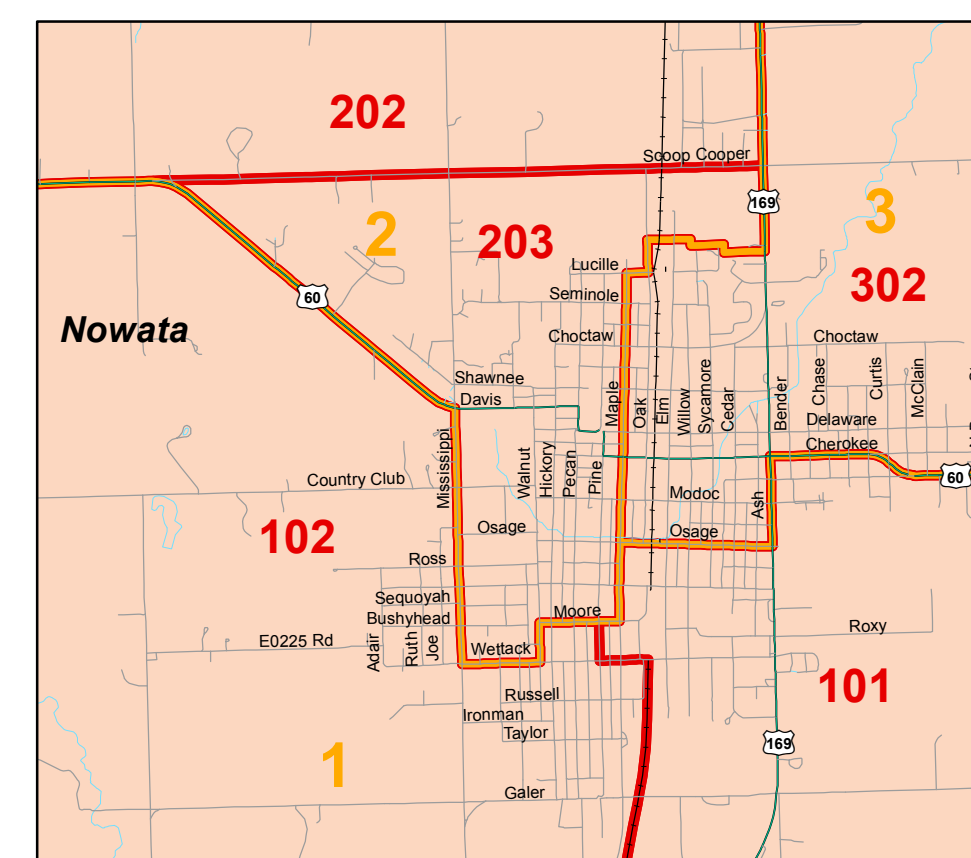 202
Scoop Cooper
169
2
3
203
Lucille
302
Seminole
60
Nowata
Choctaw
Choctaw
Shawnee
Davis
Maple
Oak
Elm
Willow
Sycamore
Cedar
Bender
Chase
Curtis
McClain
Delaware
Cherokee
Mississippi
Walnut
Hickory
Pecan
Pine
Country Club
60
Modoc
Ash
Osage
Osage
102
Ross
Sequoyah
Bushyhead
Moore
Roxy
E0225 Rd
Adair
Ruth
Joe
Wettack
101
Russell
Ironman
Taylor
169
1
Galer